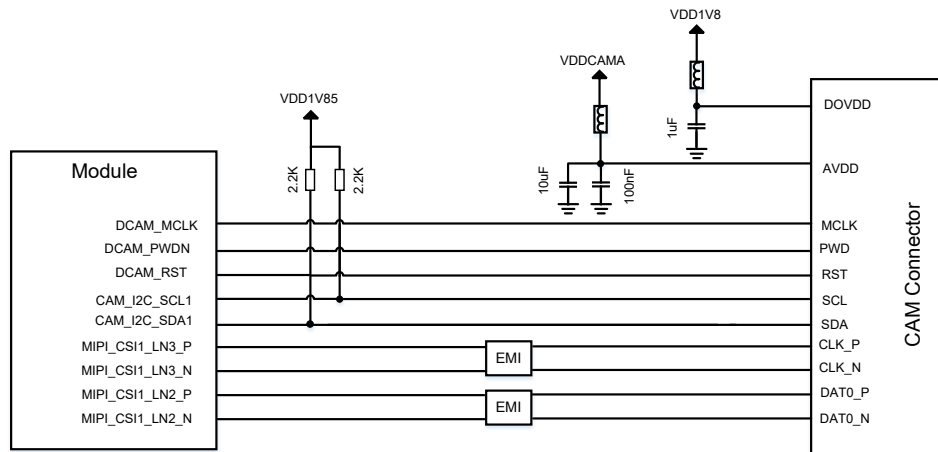 VDD1V8
VDDCAMA
VDD1V85
DOVDD
1uF
Module
2.2K
2.2K
10uF
100nF
AVDD
DCAM_MCLK
MCLK
DCAM_PWDN
PWD
DCAM_RST
RST
CAM_I2C_SCL1
SCL
CAM_I2C_SDA1
SDA
MIPI_CSI1_LN3_P
EMI
CLK_P
MIPI_CSI1_LN3_N
CLK_N
MIPI_CSI1_LN2_P
EMI
DAT0_P
MIPI_CSI1_LN2_N
DAT0_N
CAM Connector